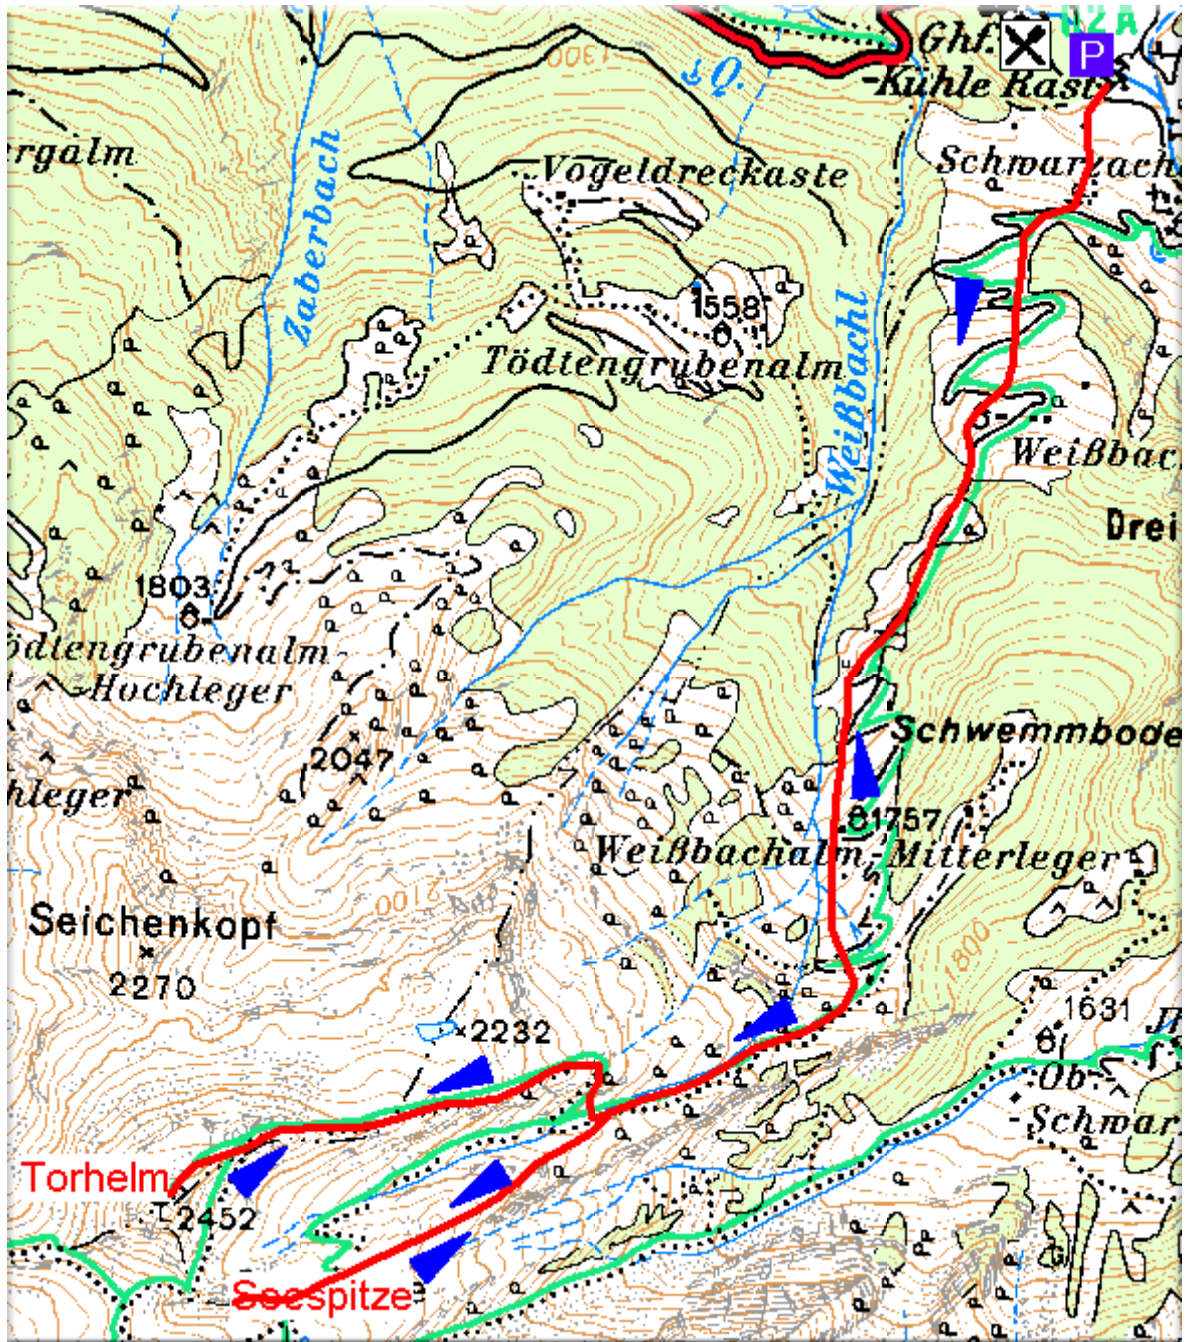 Ghf.
P
-Kühle Rast
1300
Q.
rgalm
Zaberbach
Vogeldreckaste
Schwarzach
1558
Tödtengrubenalm
Weißbachl
Weißbac
Drei
1803
ödtengrubenalm-
-Hochleger
2047
Schwemmbode
hleger
1757
Weißbachalm-Mitterleger
2100
Seichenkopf
2270
1800
2232
1631
Ob.-
-Schwar
Torhelm
2452
Seespitze